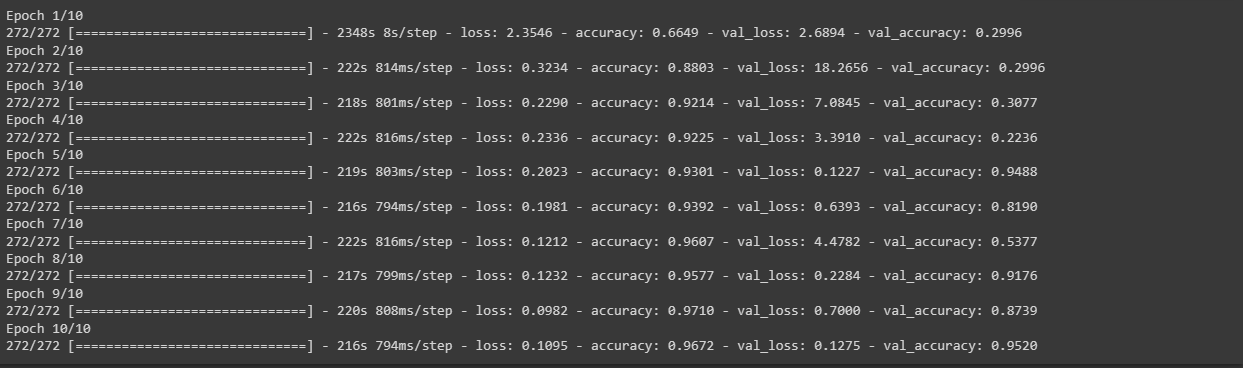 Epoch 1/10
272/272 [==============================] - 2348s 8s/step - loss: 2.3546 - accuracy: 0.6649 - val_loss: 2.6894 - val_accuracy: 0.2996
Epoch 2/10
272/272 [==============================] - 222s 814ms/step - loss: 0.3234 - accuracy: 0.8803 - val_loss: 18.2656 - val_accuracy: 0.2996
Epoch 3/10
272/272 [==============================] - 218s 801ms/step - loss: 0.2290 - accuracy: 0.9214 - val_loss: 7.0845 - val_accuracy: 0.3077
Epoch 4/10
272/272 [==============================] - 222s 816ms/step - loss: 0.2336 - accuracy: 0.9225 - val_loss: 3.3910 - val_accuracy: 0.2236
Epoch 5/10
272/272 [==============================] - 219s 803ms/step - loss: 0.2023 - accuracy: 0.9301 - val_loss: 0.1227 - val_accuracy: 0.9488
Epoch 6/10
272/272 [==============================] - 216s 794ms/step - loss: 0.1981 - accuracy: 0.9392 - val_loss: 0.6393 - val_accuracy: 0.8190
Epoch 7/10
272/272 [==============================] - 222s 816ms/step - loss: 0.1212 - accuracy: 0.9607 - val_loss: 4.4782 - val_accuracy: 0.5377
Epoch 8/10
272/272 [==============================] - 217s 799ms/step - loss: 0.1232 - accuracy: 0.9577 - val_loss: 0.2284 - val_accuracy: 0.9176
Epoch 9/10
272/272 [==============================] - 220s 808ms/step - loss: 0.0982 - accuracy: 0.9710 - val_loss: 0.7000 - val_accuracy: 0.8739
Epoch 10/10
272/272 [==============================] - 216s 794ms/step - loss: 0.1095 - accuracy: 0.9672 - val_loss: 0.1275 - val_accuracy: 0.9520